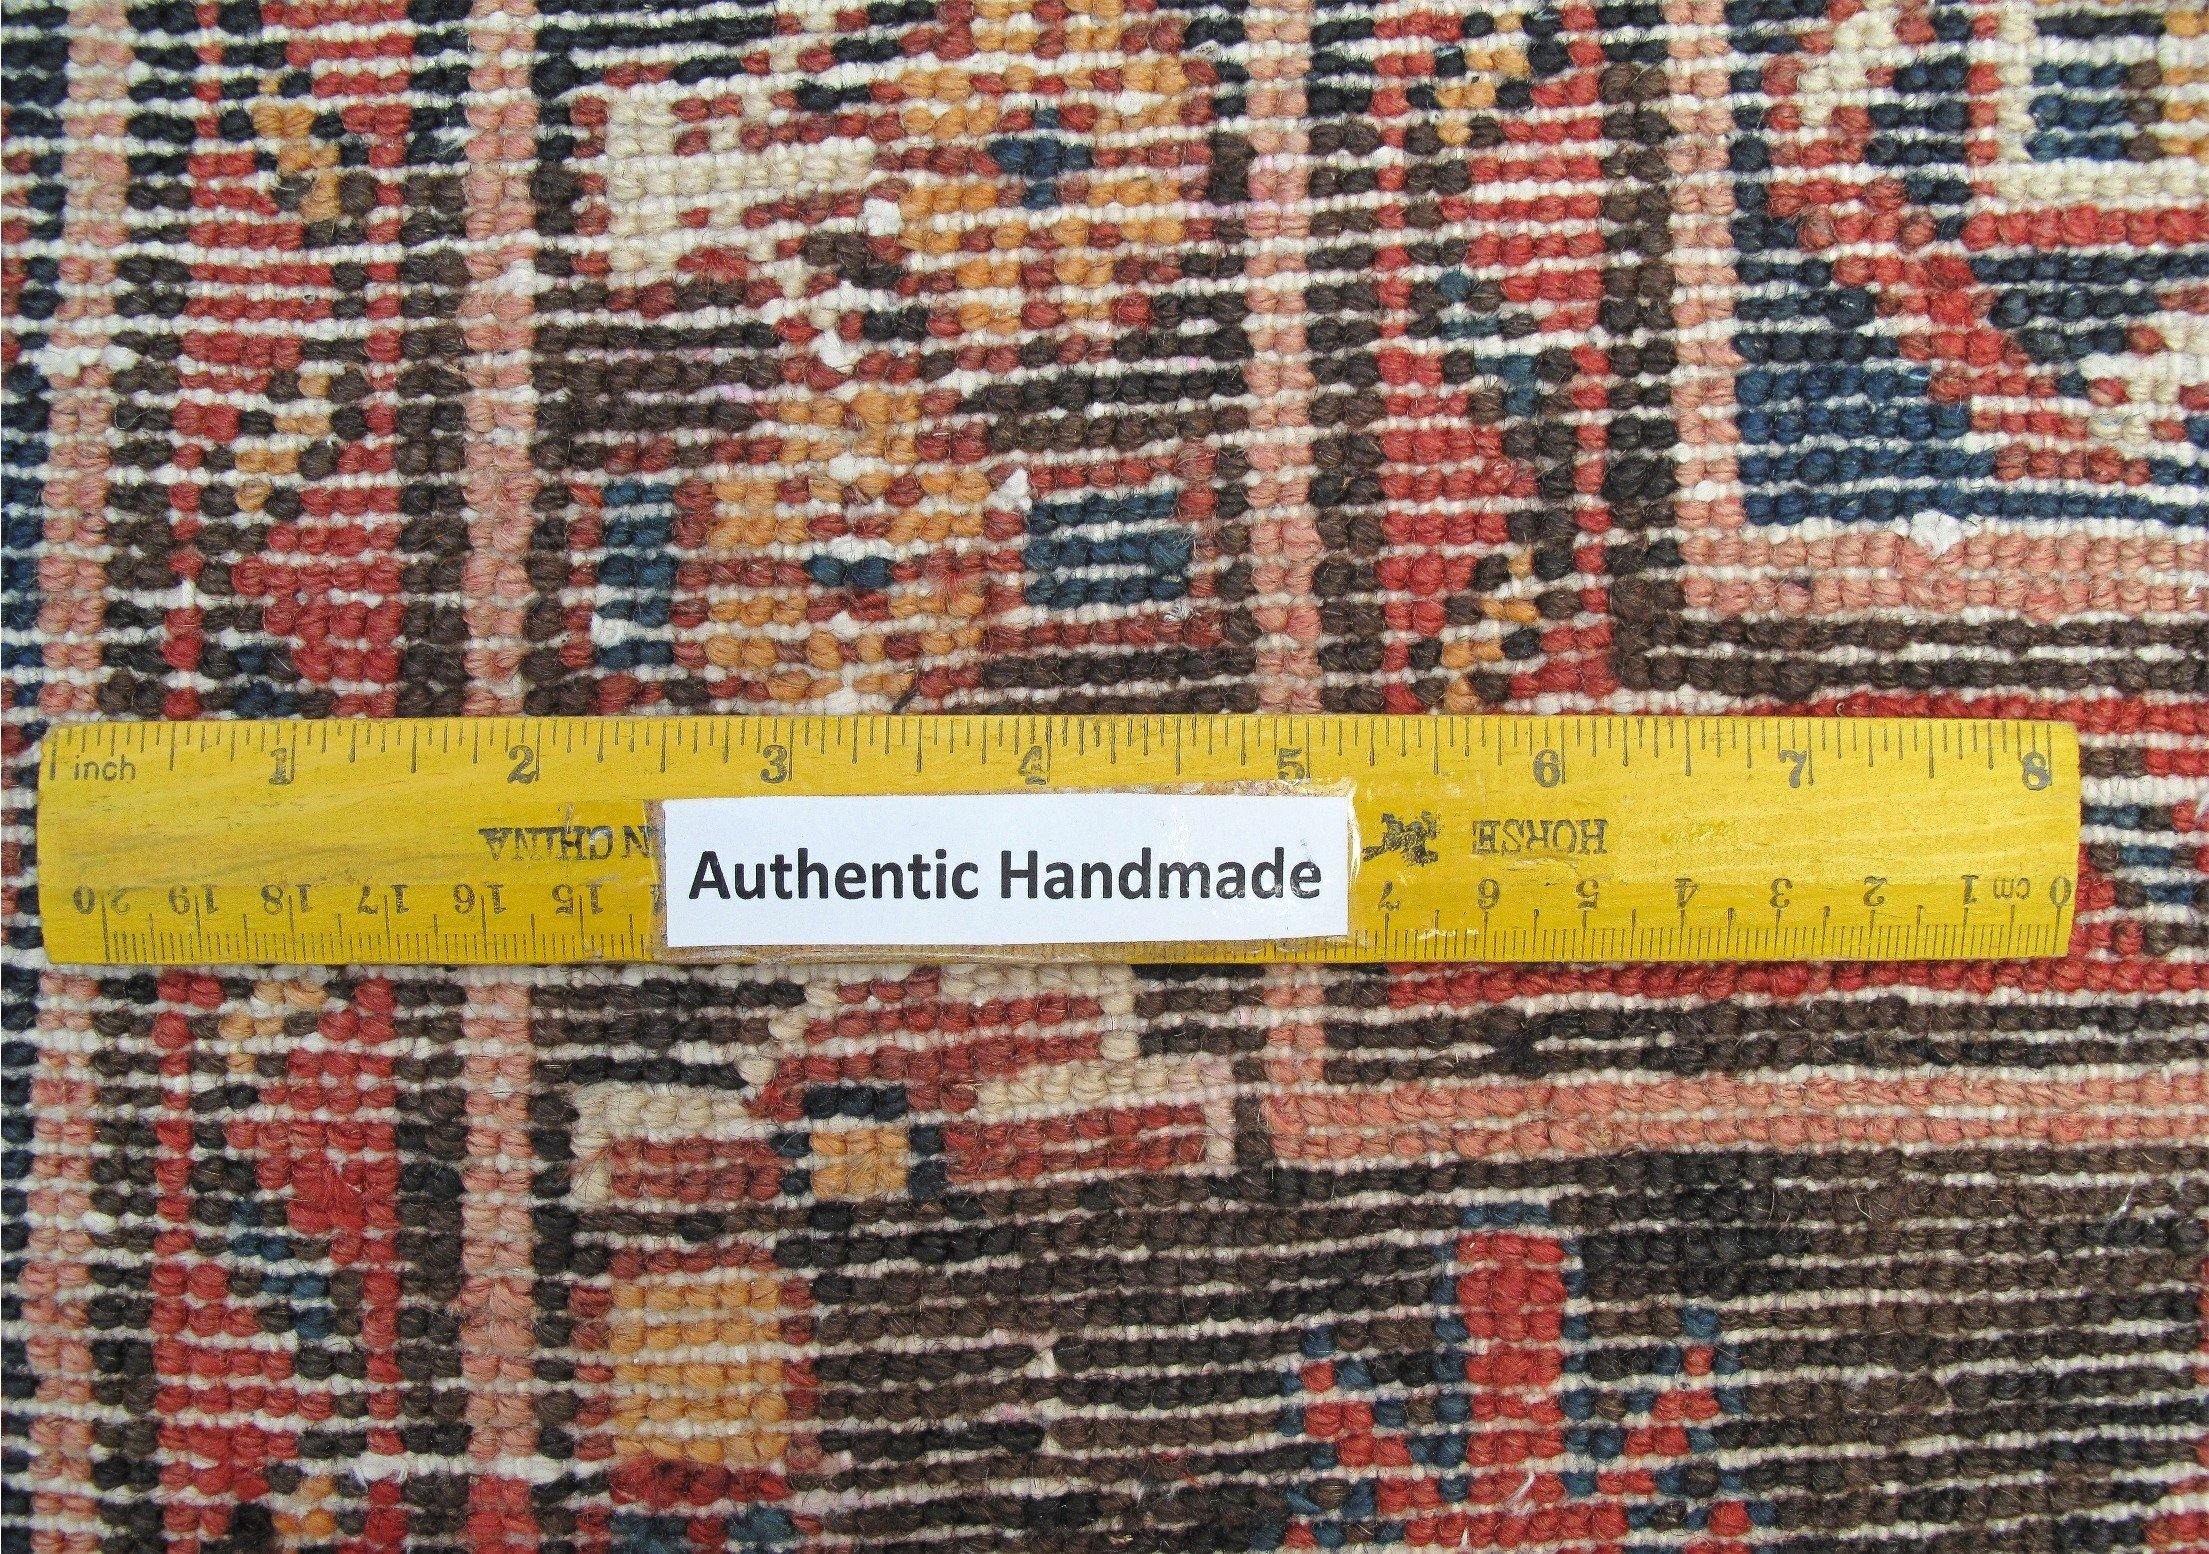 inch 1 2 3 4 5 6 7 8
N CHINA
HORSE
Authentic Handmade
20 19 18 17 16 15 7 6 5 4 3 2 1 cm 0